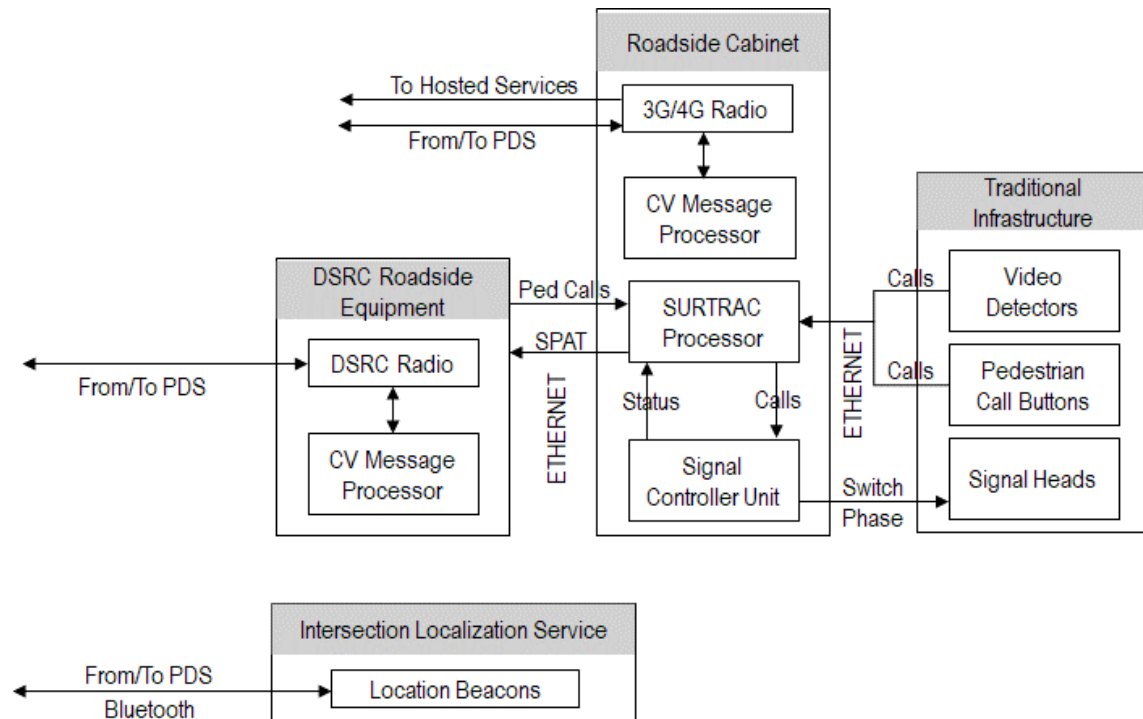 Roadside Cabinet
To Hosted Services
3G/4G Radio
From/To PDS
CV Message
Processor
Traditional
Infrastructure
DSRC Roadside
Equipment
Ped Calls
SURTRAC
Processor
Calls
Video
Detectors
SPAT
DSRC Radio
From/To PDS
ETHERNET
Status
Calls
ETHERNET
Calls
Pedestrian
Call Buttons
CV Message
Processor
Signal
Controller Unit
Switch
Phase
Signal Heads
Intersection Localization Service
From/To PDS
Bluetooth
Location Beacons